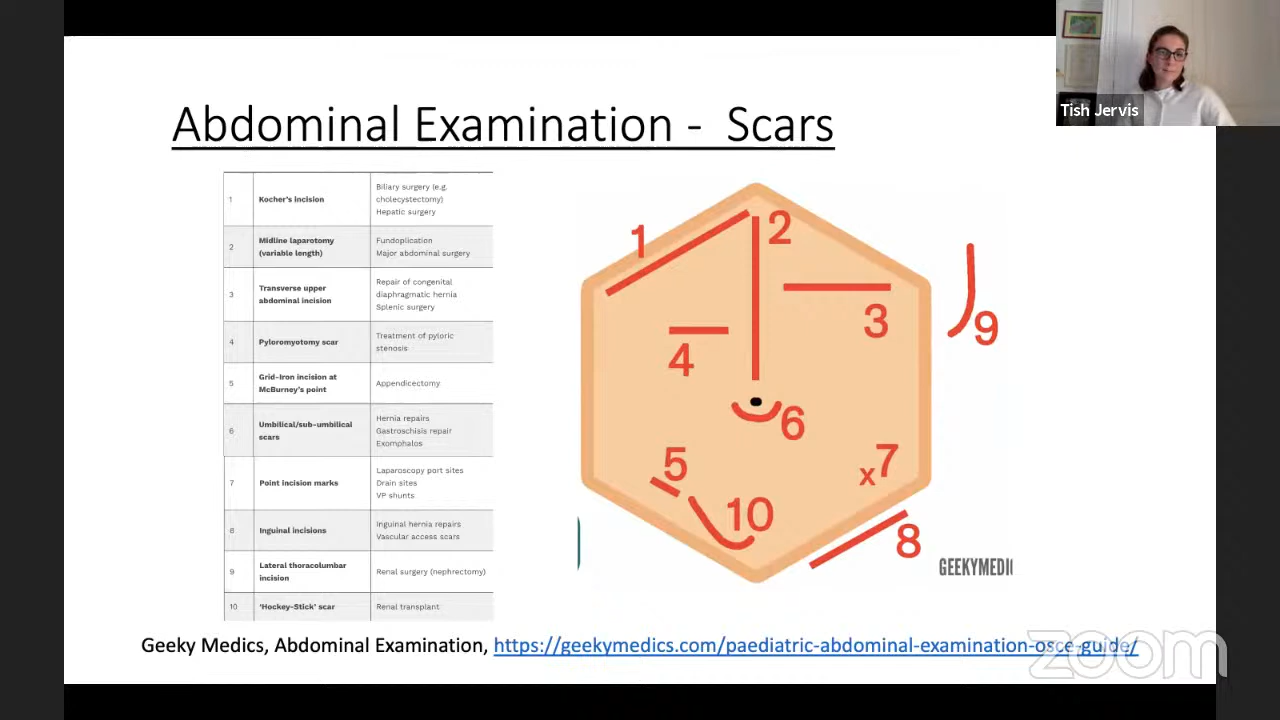 Tish Jervis
Abdominal Examination - Scars
1
Kocher's incision
Biliary surgery (e.g.
cholecystectomy)
Hepatic surgery
2
Midline laparotomy
(variable length)
Fundoplication
Major abdominal surgery
3
Transverse upper
abdominal incision
Repair of congenital
diaphragmatic hernia
Splenic surgery
4
Pyloromyotomy scar
Treatment of pyloric
stenosis
5
Grid-Iron incision at
McBurney's point
Appendicectomy
6
Umbilical/sub-umbilical
scars
Hernia repairs
Gastroschisis repair
Exomphalos
7
Point incision marks
Laparoscopy port sites
Drain sites
VP shunts
8
Inguinal incisions
Inguinal hernia repairs
Vascular access scars
9
Lateral thoracolumbar
incision
Renal surgery (nephrectomy)
10
'Hockey-Stick' scar
Renal transplant
1
2
3
4
9
6
5
x7
10
8
GEEKYMEDI
Geeky Medics, Abdominal Examination, https://geekymedics.com/paediatric-abdominal-examination-osce-guide/
zoom